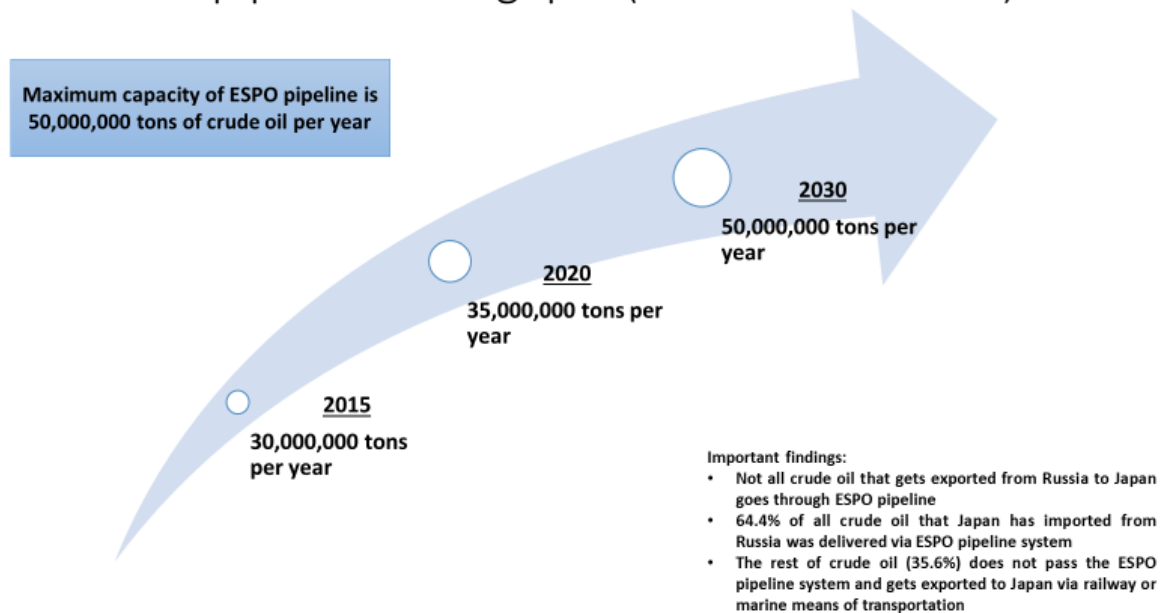 Maximum capacity of ESPO pipeline is
50,000,000 tons of crude oil per year
2030
50,000,000 tons per
year
2020
35,000,000 tons per
year
2015
30,000,000 tons
per year
Important findings:
• Not all crude oil that gets exported from Russia to Japan
goes through ESPO pipeline
• 64.4% of all crude oil that Japan has imported from
Russia was delivered via ESPO pipeline system
• The rest of crude oil (35.6%) does not pass the ESPO
pipeline system and gets exported to Japan via railway or
marine means of transportation